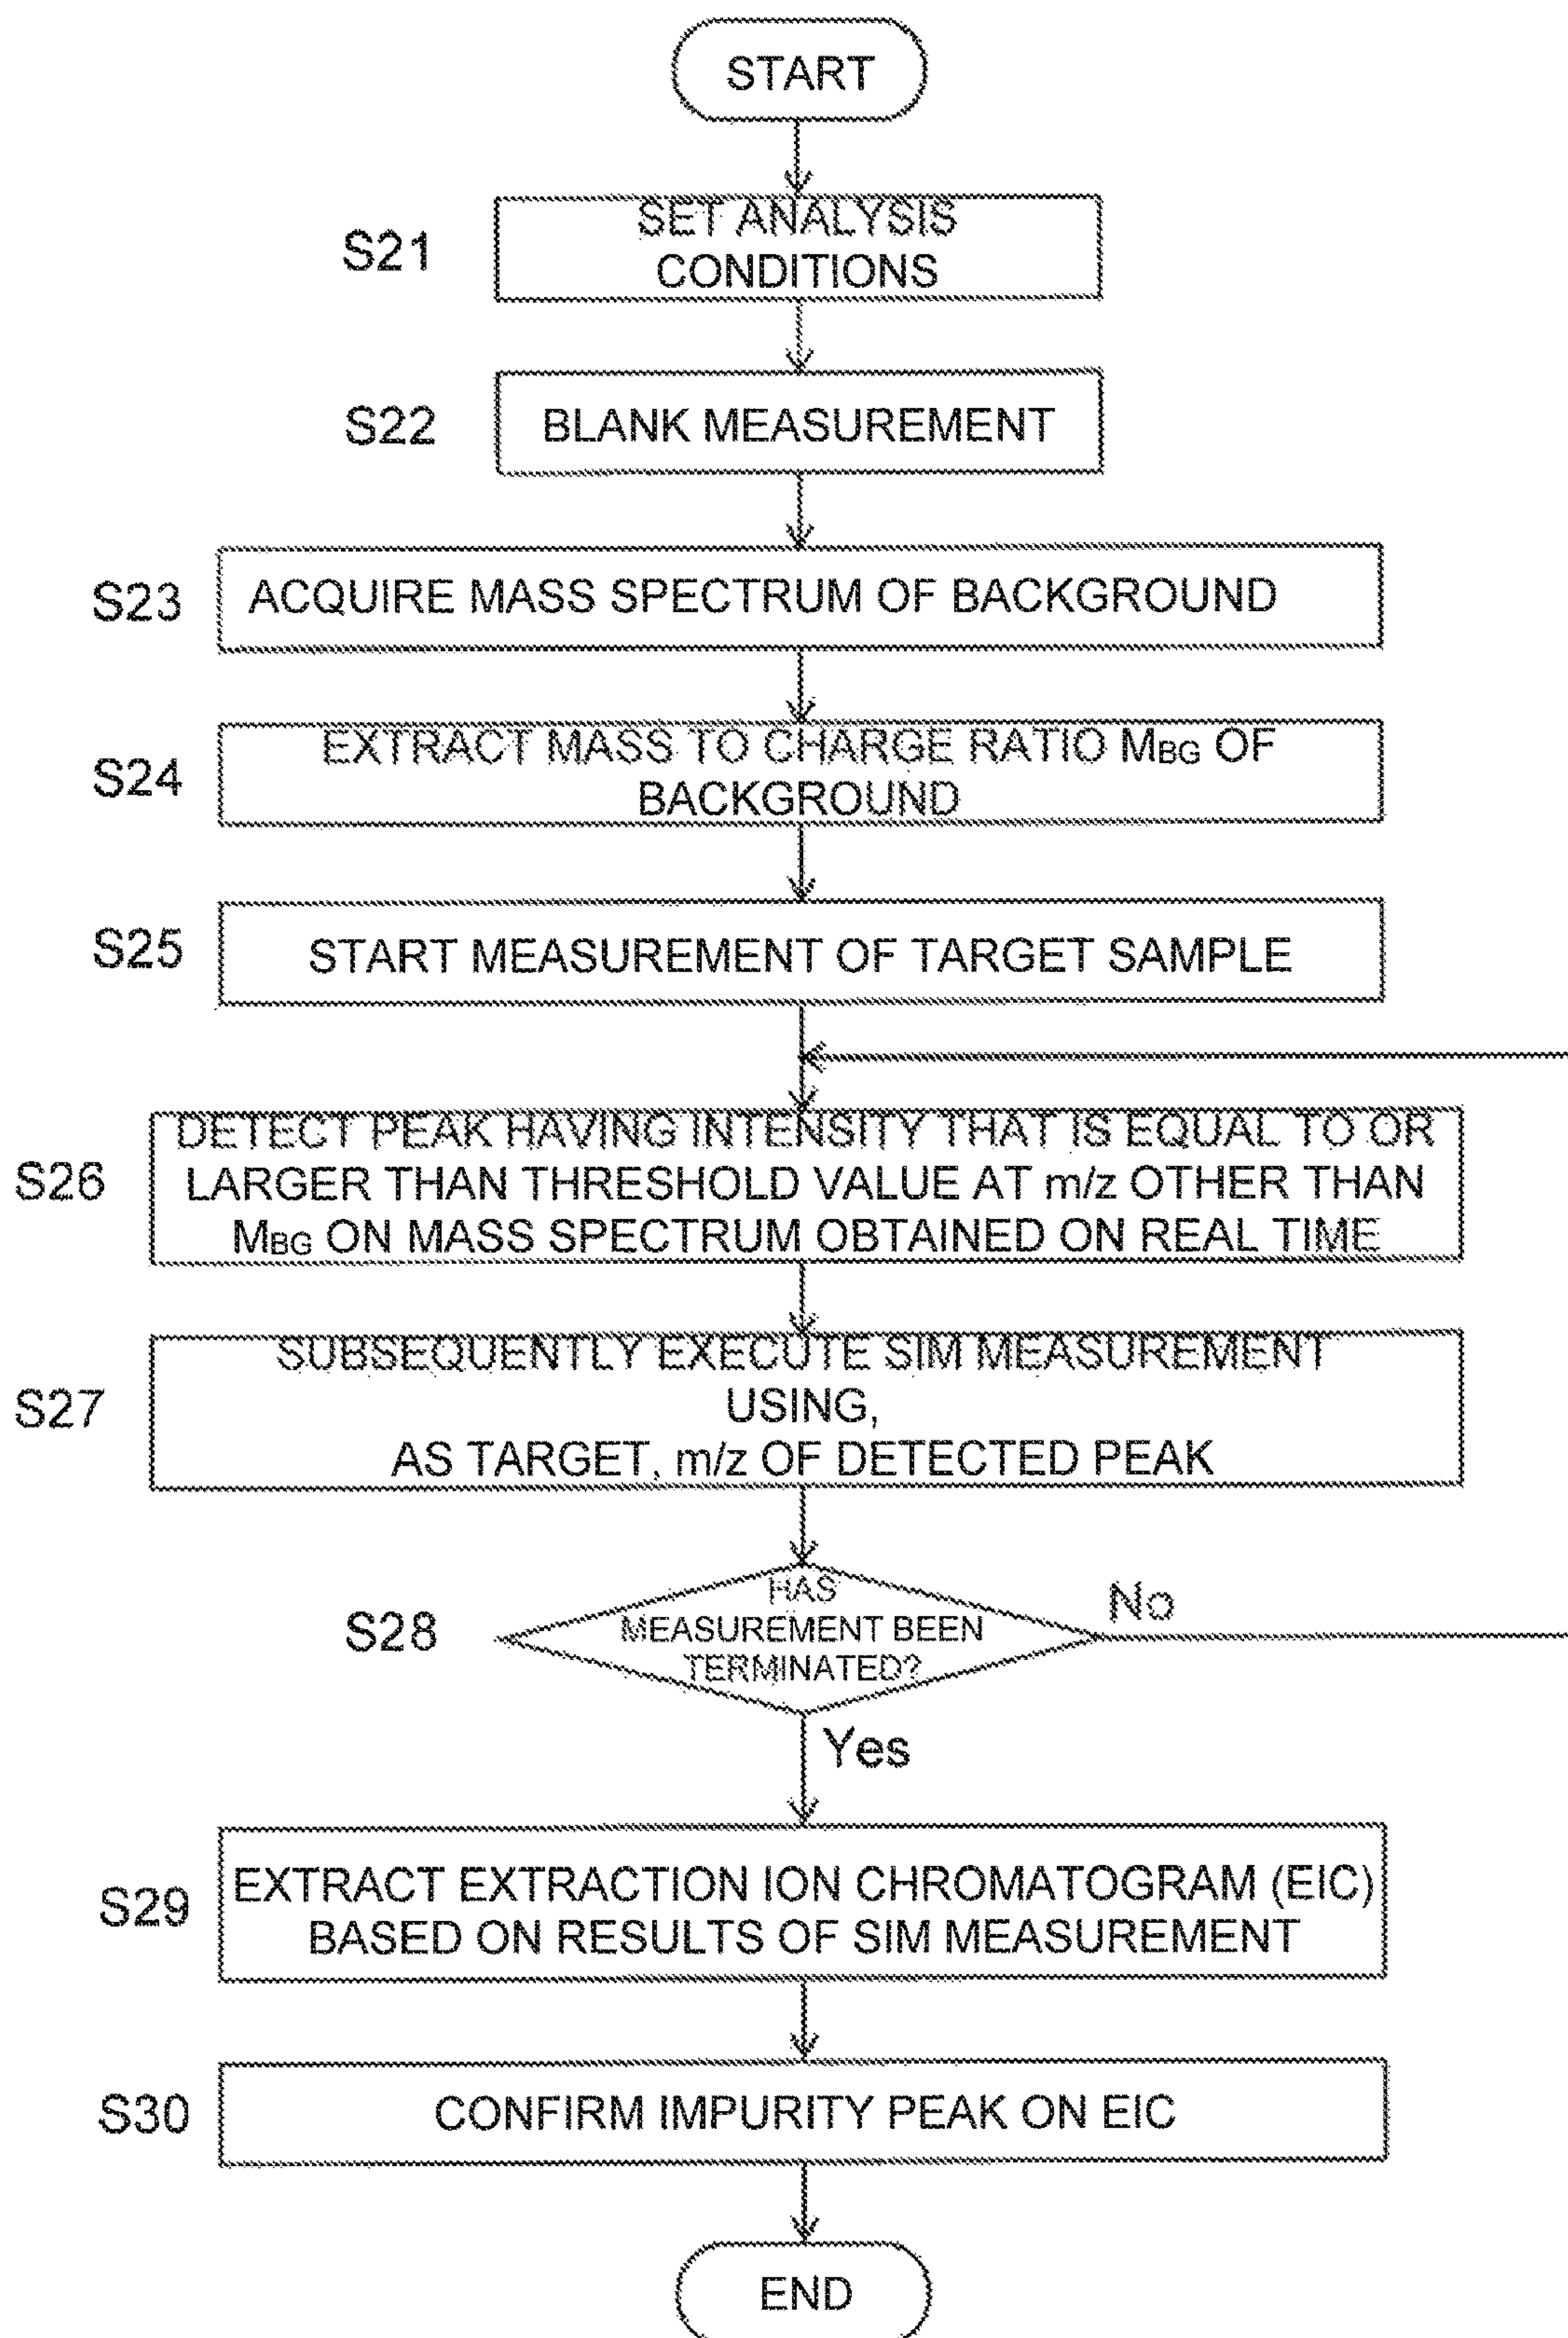 START
S21
SET ANALYSIS
CONDITIONS
S22
BLANK MEASUREMENT
S23
ACQUIRE MASS SPECTRUM OF BACKGROUND
S24
EXTRACT MASS TO CHARGE RATIO MBG OF
BACKGROUND
S25
START MEASUREMENT OF TARGET SAMPLE
S26
DETECT PEAK HAVING INTENSITY THAT IS EQUAL TO OR
LARGER THAN THRESHOLD VALUE AT m/z OTHER THAN
MBG ON MASS SPECTRUM OBTAINED ON REAL TIME
S27
SUBSEQUENTLY EXECUTE SIM MEASUREMENT
USING,
AS TARGET, m/z OF DETECTED PEAK
S28
HAS
MEASUREMENT BEEN
TERMINATED?
No
Yes
S29
EXTRACT EXTRACTION ION CHROMATOGRAM (EIC)
BASED ON RESULTS OF SIM MEASUREMENT
S30
CONFIRM IMPURITY PEAK ON EIC
END